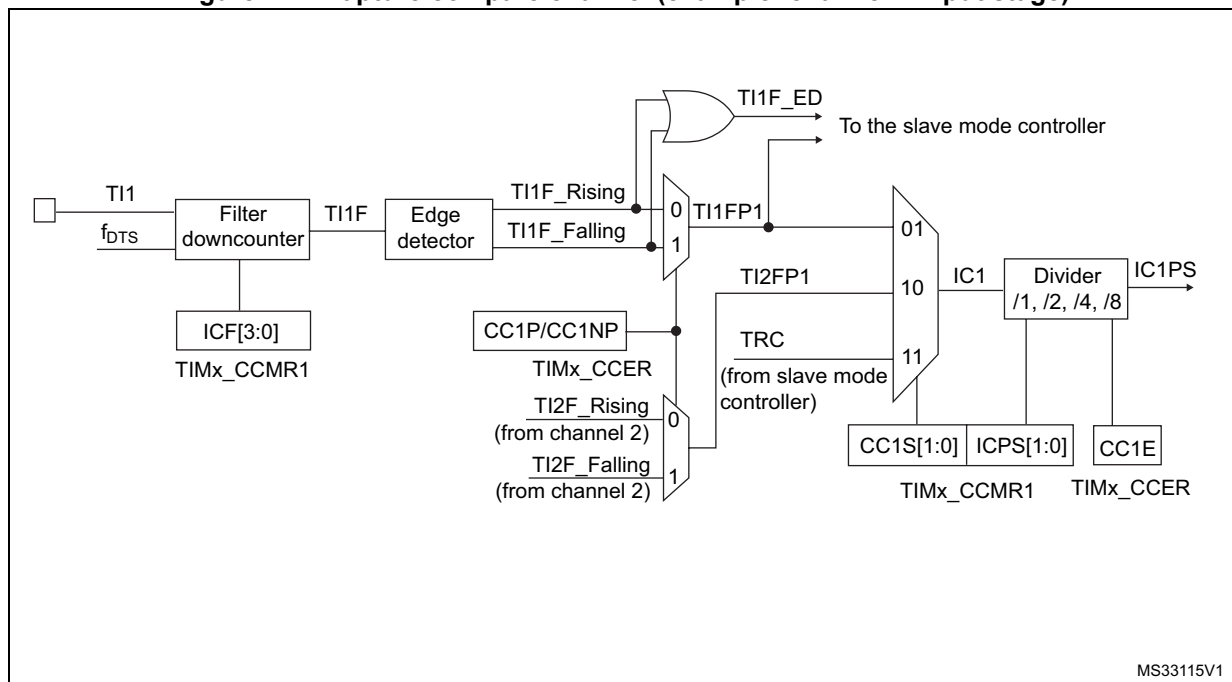 TI1F_ED
To the slave mode controller
TI1
f_DTS
Filter
downcounter
TI1F
Edge
detector
TI1F_Rising
TI1F_Falling
0
1
TI1FP1
01
TI2FP1
10
IC1
Divider
/1, /2, /4, /8
IC1PS
TRC
11
(from slave mode
controller)
ICF[3:0]
TIMx_CCMR1
CC1P/CC1NP
TIMx_CCER
TI2F_Rising
0
(from channel 2)
TI2F_Falling
1
(from channel 2)
CC1S[1:0]
ICPS[1:0]
CC1E
TIMx_CCMR1
TIMx_CCER
MS33115V1